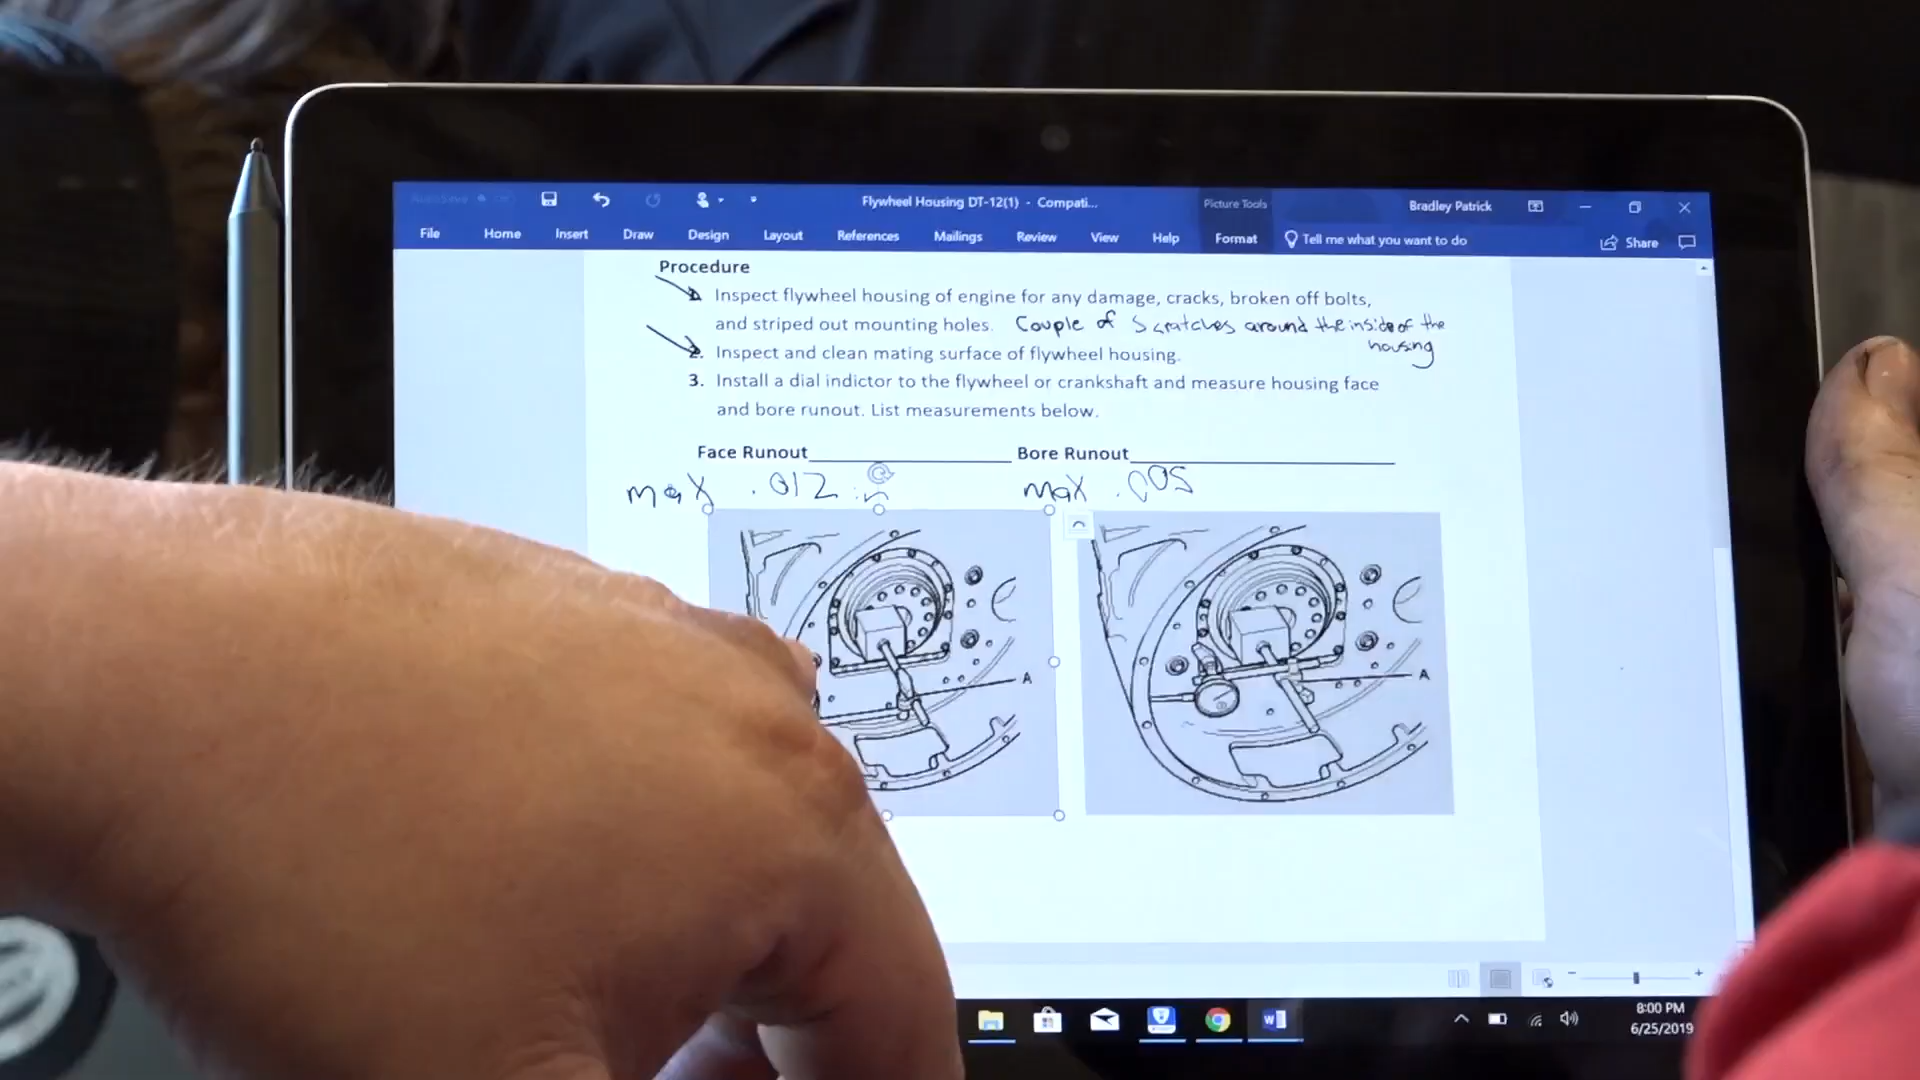 AutoSave
Flywheel Housing DT-12(1) - Compati...
Picture Tools
Bradley Patrick
File Home Insert Draw Design Layout References Mailings Review View Help Format Tell me what you want to do Share
Procedure
Inspect flywheel housing of engine for any damage, cracks, broken off bolts,
and striped out mounting holes. Couple of Scratches around the inside of the
housing
2. Inspect and clean mating surface of flywheel housing.
3. Install a dial indictor to the flywheel or crankshaft and measure housing face
and bore runout. List measurements below.
Face Runout Bore Runout
max .012 in max .005
A A
8:00 PM
6/25/2019